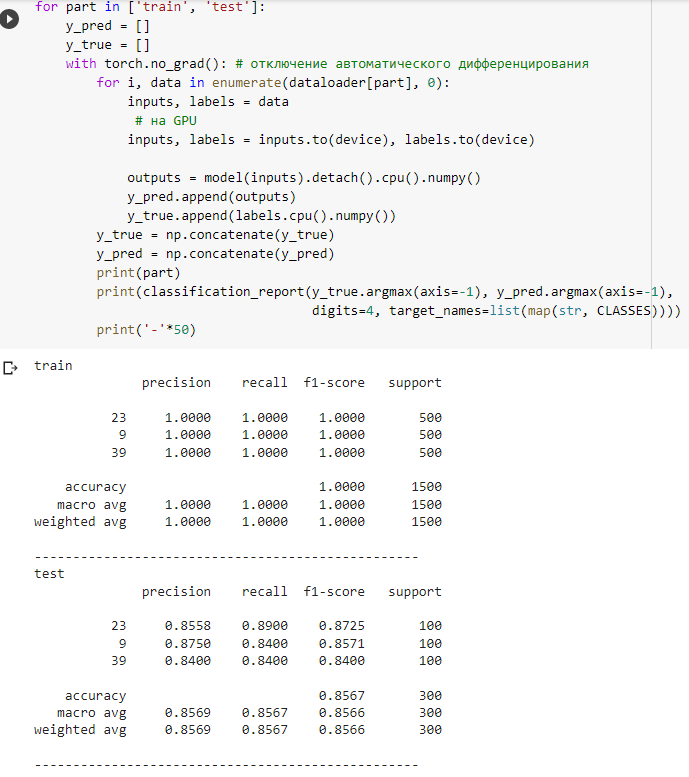 for part in ['train', 'test']:
    y_pred = []
    y_true = []
    with torch.no_grad(): # отключение автоматического дифференцирования
        for i, data in enumerate(dataloader[part], 0):
            inputs, labels = data
             # на GPU
            inputs, labels = inputs.to(device), labels.to(device)

            outputs = model(inputs).detach().cpu().numpy()
            y_pred.append(outputs)
            y_true.append(labels.cpu().numpy())
        y_true = np.concatenate(y_true)
        y_pred = np.concatenate(y_pred)
        print(part)
        print(classification_report(y_true.argmax(axis=-1), y_pred.argmax(axis=-1),
                                    digits=4, target_names=list(map(str, CLASSES))))
        print('-'*50)
train
              precision    recall  f1-score   support

          23     1.0000    1.0000    1.0000       500
           9     1.0000    1.0000    1.0000       500
          39     1.0000    1.0000    1.0000       500

    accuracy                         1.0000      1500
   macro avg     1.0000    1.0000    1.0000      1500
weighted avg     1.0000    1.0000    1.0000      1500

--------------------------------------------------
test
              precision    recall  f1-score   support

          23     0.8558    0.8900    0.8725       100
           9     0.8750    0.8400    0.8571       100
          39     0.8400    0.8400    0.8400       100

    accuracy                         0.8567       300
   macro avg     0.8569    0.8567    0.8566       300
weighted avg     0.8569    0.8567    0.8566       300

--------------------------------------------------